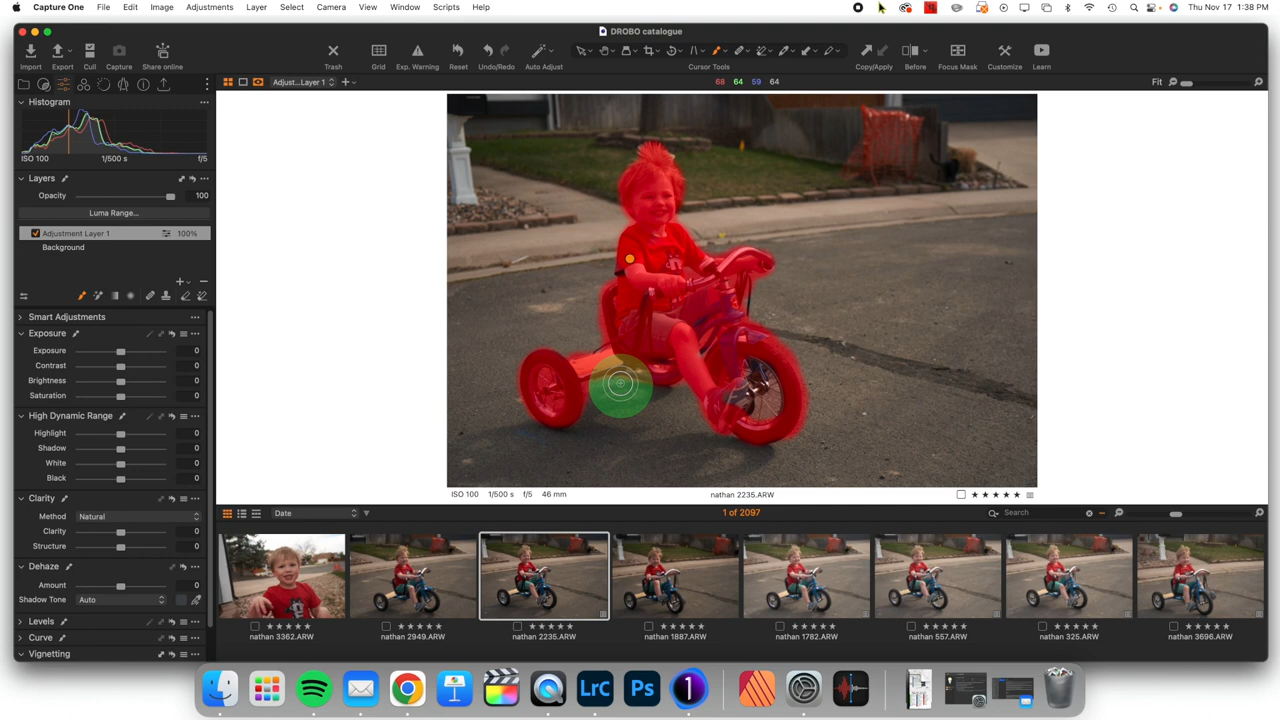 Capture One File Edit Image Adjustments Layer Select Camera View Window Scripts Help Thu Nov 17 1:38 PM
DROBO catalogue
Import Export Cull Capture Share online Trash Grid Exp. Warning Reset Undo/Redo Auto Adjust Cursor Tools Copy/Apply Before Focus Mask Customize Learn
Adjust...Layer 1 68 64 59 64 Fit
Histogram
ISO 100 1/500 s f/5
Layers
Opacity 100
Luma Range...
Adjustment Layer 1 100%
Background
Smart Adjustments
Exposure
Exposure 0
Contrast 0
Brightness 0
Saturation 0
High Dynamic Range
Highlight 0
Shadow 0
White 0
Black 0
Clarity
Method Natural
Clarity 0
Structure 0
Dehaze
Amount 0
Shadow Tone Auto
Levels
Curve
Vignetting
ISO 100 1/500 s f/5 46 mm nathan 2235.ARW
Date 1 of 2097 Search
nathan 3362.ARW nathan 2949.ARW nathan 2235.ARW nathan 1887.ARW nathan 1782.ARW nathan 557.ARW nathan 325.ARW nathan 3696.ARW
LrC Ps 1